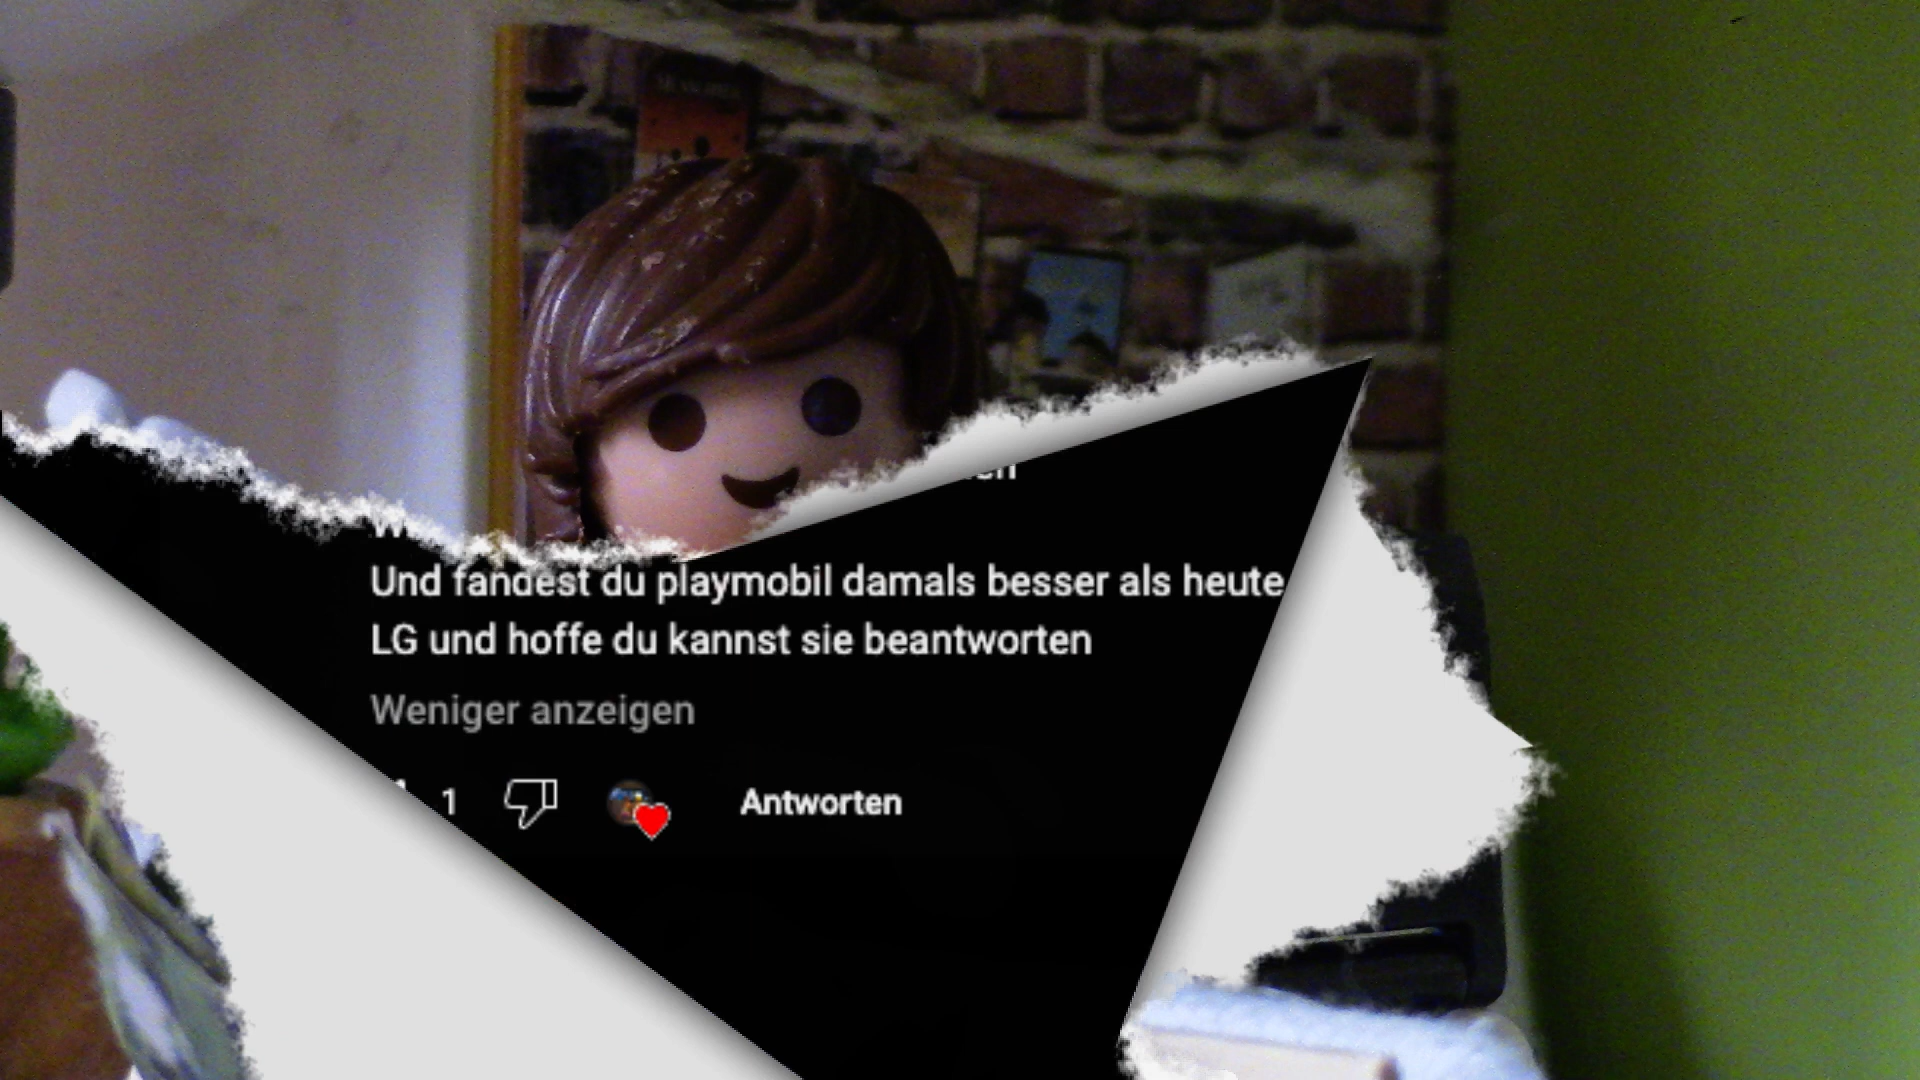 Und fandest du playmobil damals besser als heute
LG und hoffe du kannst sie beantworten
Weniger anzeigen
1
Antworten